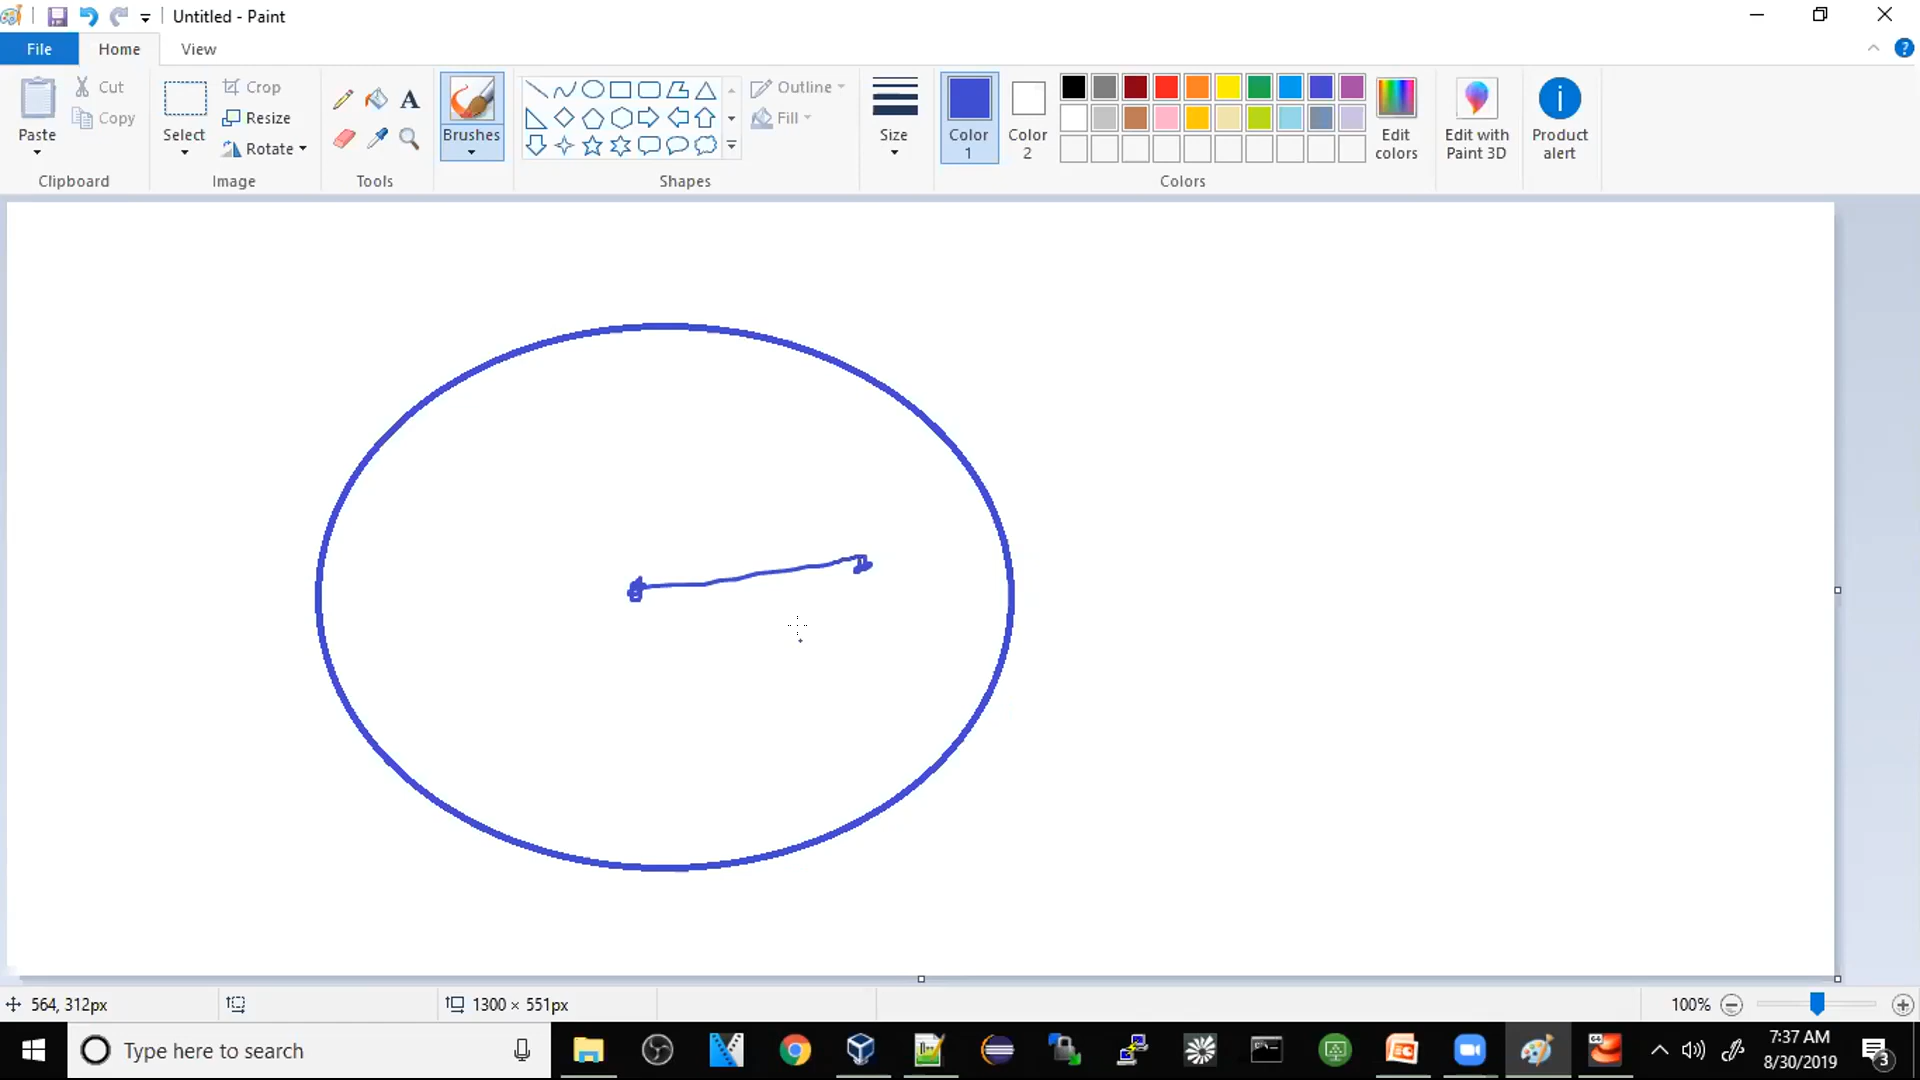 Untitled - Paint
File Home View
Paste
Cut
Copy
Clipboard
Select
Crop
Resize
Rotate
Image
A
Tools
Brushes
Shapes
Outline
Fill
Size
Color 1
Color 2
Edit colors
Colors
Edit with Paint 3D
Product alert
564, 312px
1300 × 551px
100%
Type here to search
7:37 AM
8/30/2019
3